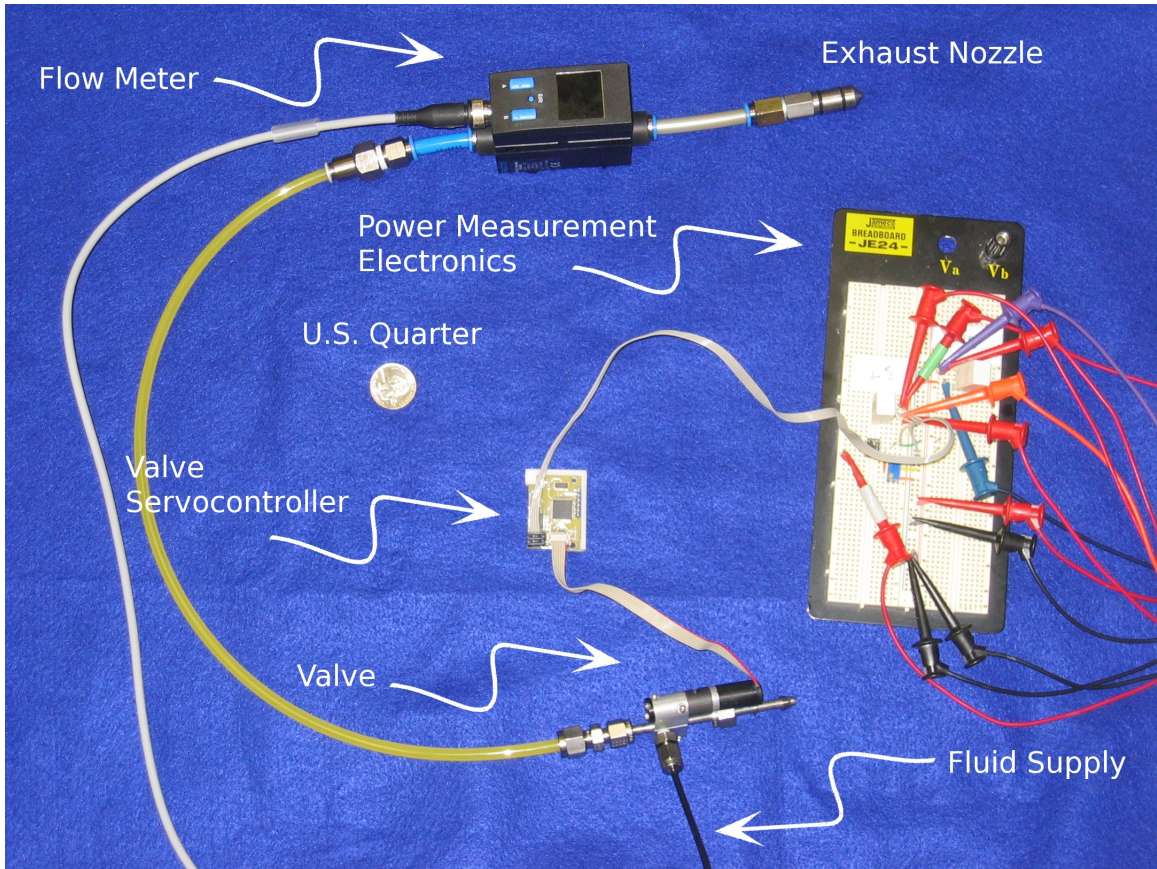 Flow Meter
Exhaust Nozzle
Power Measurement
Electronics
Jameco
BREADBOARD
-JE24-
Va
Vb
U.S. Quarter
Valve
Servocontroller
Valve
Fluid Supply